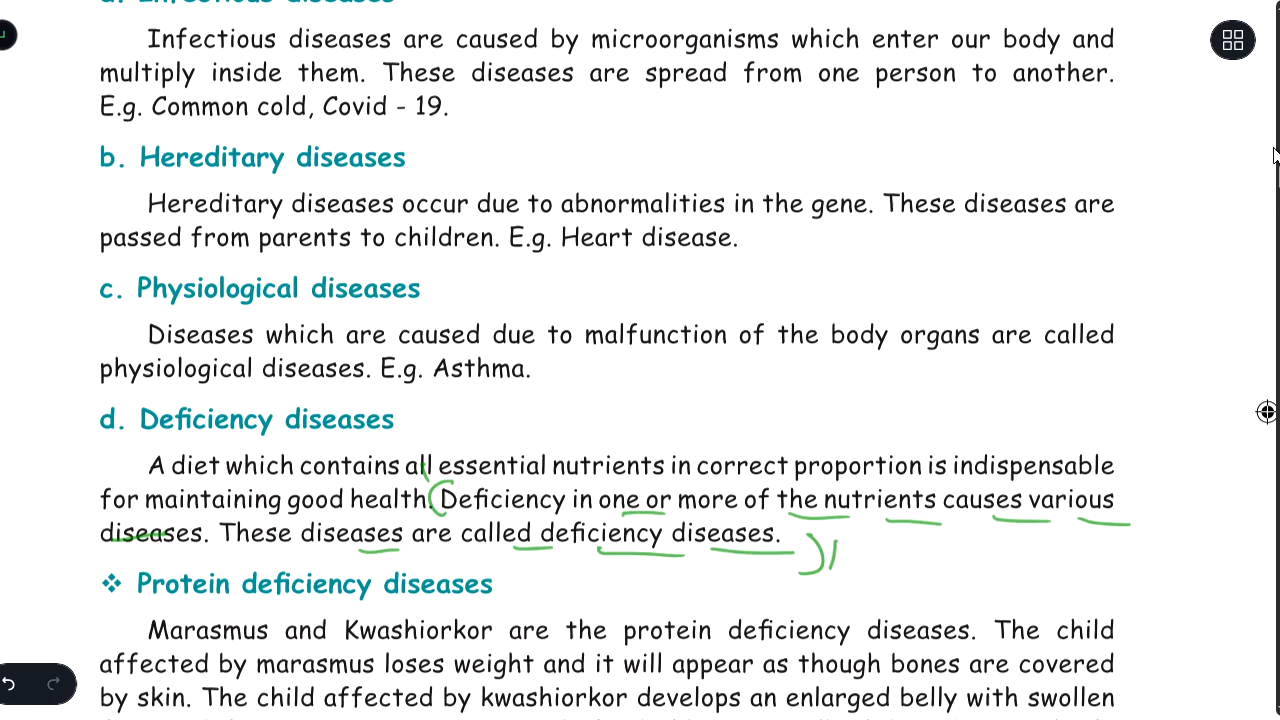 a. Infectious diseases
Infectious diseases are caused by microorganisms which enter our body and
multiply inside them. These diseases are spread from one person to another.
E.g. Common cold, Covid - 19.
b. Hereditary diseases
Hereditary diseases occur due to abnormalities in the gene. These diseases are
passed from parents to children. E.g. Heart disease.
c. Physiological diseases
Diseases which are caused due to malfunction of the body organs are called
physiological diseases. E.g. Asthma.
d. Deficiency diseases
A diet which contains all essential nutrients in correct proportion is indispensable
for maintaining good health. Deficiency in one or more of the nutrients causes various
diseases. These diseases are called deficiency diseases.
❖ Protein deficiency diseases
Marasmus and Kwashiorkor are the protein deficiency diseases. The child
affected by marasmus loses weight and it will appear as though bones are covered
by skin. The child affected by kwashiorkor develops an enlarged belly with swollen